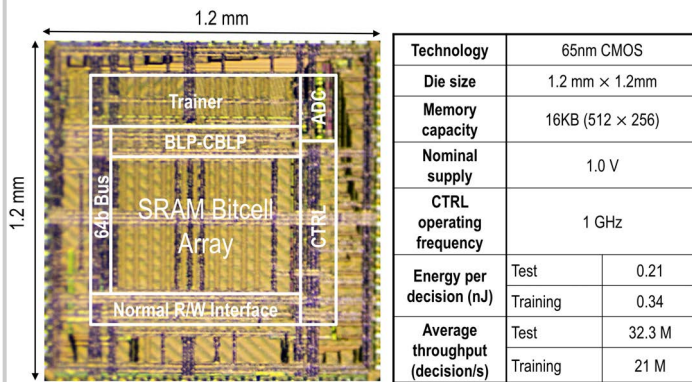 1.2 mm
1.2 mm
Trainer
ADC
BLP-CBLP
64b Bus
SRAM Bitcell
Array
CTRL
Normal R/W Interface
Technology 65nm CMOS
Die size 1.2 mm × 1.2mm
Memory
capacity
16KB (512 × 256)
Nominal
supply
1.0 V
CTRL
operating
frequency
1 GHz
Energy per
decision (nJ)
Test 0.21
Training 0.34
Average
throughput
(decision/s)
Test 32.3 M
Training 21 M